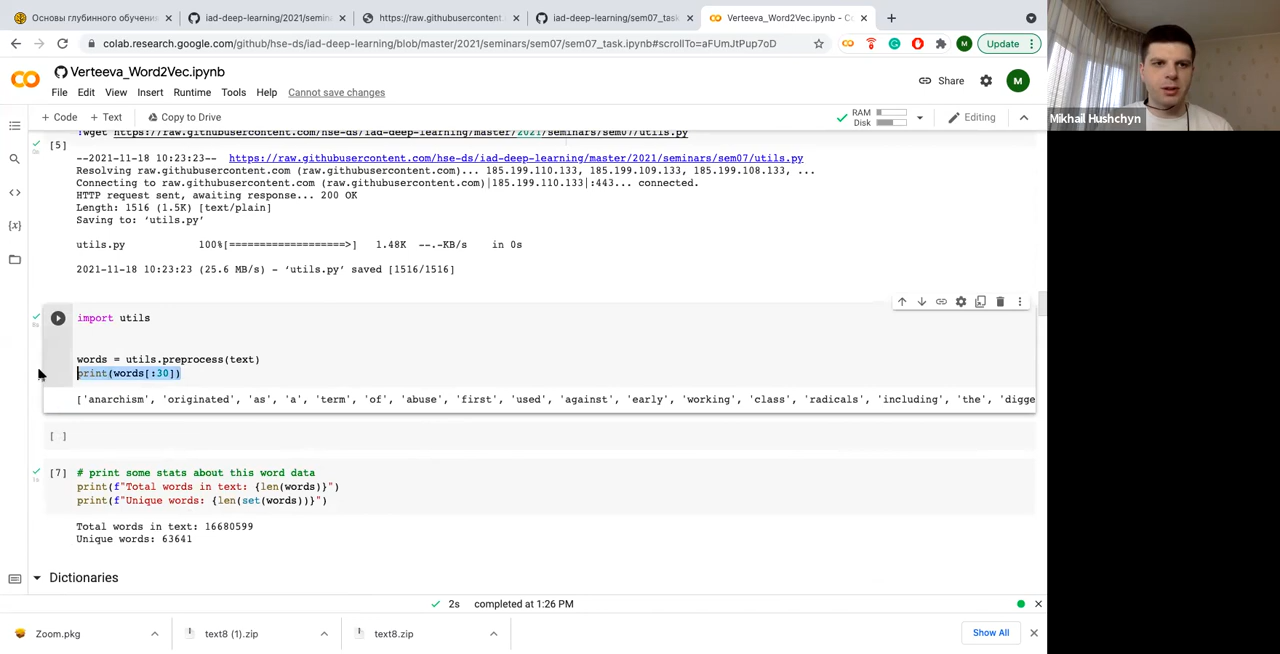 Основы глубинного обучени
iad-deep-learning/2021/semina
https://raw.githubusercontent.
iad-deep-learning/sem07_task.
Verteeva_Word2Vec.ipynb - Co
colab.research.google.com/github/hse-ds/iad-deep-learning/blob/master/2021/seminars/sem07/sem07_task.ipynb#scrollTo=aFUmJtPup7oD
M
Update
Verteeva_Word2Vec.ipynb
Share
M
File Edit View Insert Runtime Tools Help Cannot save changes
+ Code + Text Copy to Drive
RAM
Disk
Editing
Mikhail Hushchyn
!wget https://raw.githubusercontent.com/hse-ds/iad-deep-learning/master/2021/seminars/sem07/utils.py
[5]
--2021-11-18 10:23:23-- https://raw.githubusercontent.com/hse-ds/iad-deep-learning/master/2021/seminars/sem07/utils.py
Resolving raw.githubusercontent.com (raw.githubusercontent.com)... 185.199.110.133, 185.199.109.133, 185.199.108.133, ...
Connecting to raw.githubusercontent.com (raw.githubusercontent.com)|185.199.110.133|:443... connected.
HTTP request sent, awaiting response... 200 OK
Length: 1516 (1.5K) [text/plain]
Saving to: ‘utils.py’
utils.py 100%[===================>] 1.48K --.-KB/s in 0s
2021-11-18 10:23:23 (25.6 MB/s) - ‘utils.py’ saved [1516/1516]
import utils
words = utils.preprocess(text)
print(words[:30])
['anarchism', 'originated', 'as', 'a', 'term', 'of', 'abuse', 'first', 'used', 'against', 'early', 'working', 'class', 'radicals', 'including', 'the', 'digge
[ ]
[7] # print some stats about this word data
print(f"Total words in text: {len(words)}")
print(f"Unique words: {len(set(words))}")
Total words in text: 16680599
Unique words: 63641
Dictionaries
2s completed at 1:26 PM
Zoom.pkg
text8 (1).zip
text8.zip
Show All